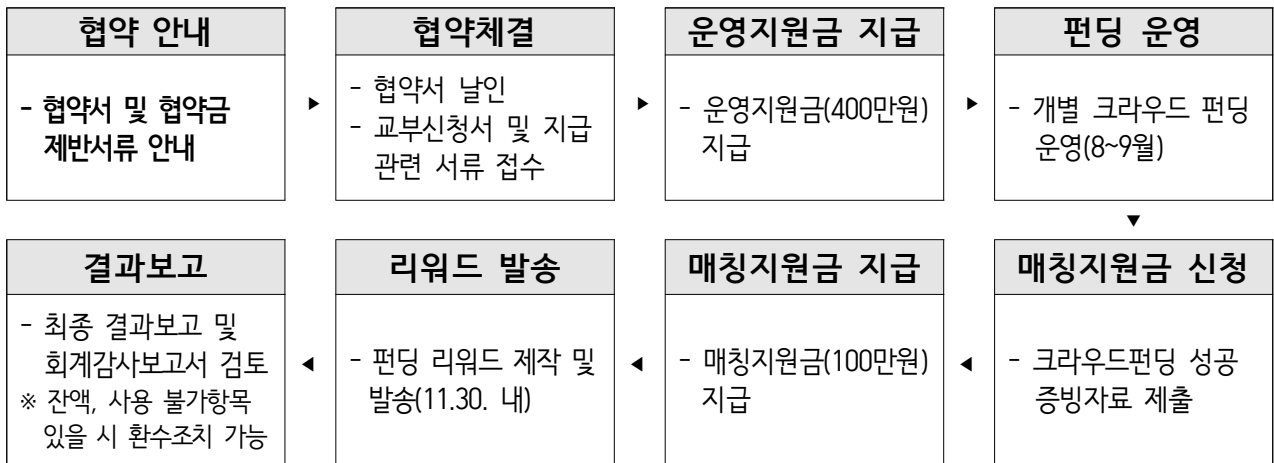 협약 안내
- 협약서 및 협약금
제반서류 안내
▶
협약체결
- 협약서 날인
- 교부신청서 및 지급
관련 서류 접수
▶
운영지원금 지급
- 운영지원금(400만원)
지급
▶
펀딩 운영
- 개별 크라우드 펀딩
운영(8~9월)
▼
매칭지원금 신청
- 크라우드펀딩 성공
증빙자료 제출
◀
매칭지원금 지급
- 매칭지원금(100만원)
지급
◀
리워드 발송
- 펀딩 리워드 제작 및
발송(11.30. 내)
◀
결과보고
- 최종 결과보고 및
회계감사보고서 검토
※ 잔액, 사용 불가항목
있을 시 환수조치 가능